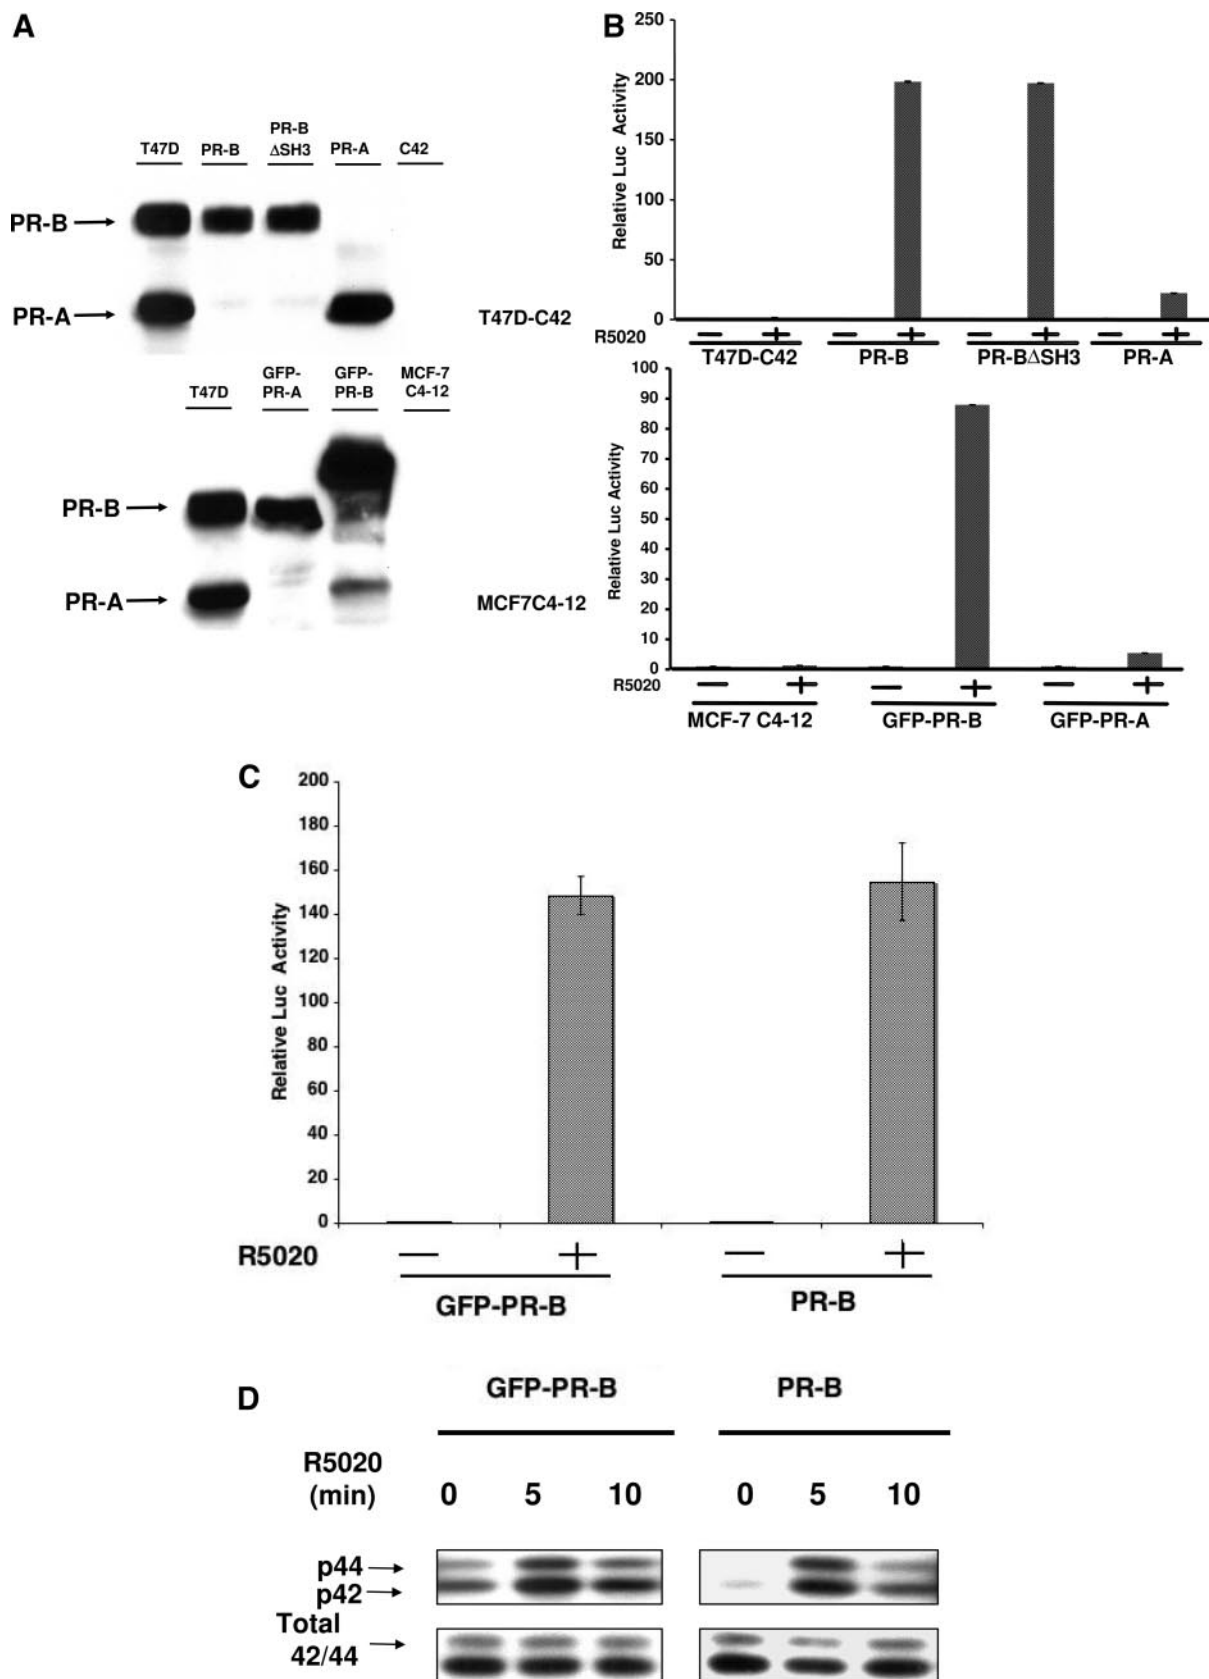 A
T47D PR-B PR-B ΔSH3 PR-A C42
PR-B
PR-A
T47D-C42
T47D GFP-PR-A GFP-PR-B MCF-7 C4-12
PR-B
PR-A
MCF7C4-12
B
Relative Luc Activity
250
200
150
100
50
0
R5020 — + — + — + — +
T47D-C42 PR-B PR-BΔSH3 PR-A
Relative Luc Activity
90
80
70
60
50
40
30
20
10
0
R5020 — + — + — +
MCF-7 C4-12 GFP-PR-B GFP-PR-A
C
Relative Luc Activity
200
180
160
140
120
100
80
60
40
20
0
R5020 — + — +
GFP-PR-B PR-B
D
GFP-PR-B PR-B
R5020
(min) 0 5 10 0 5 10
p44
p42
Total
42/44